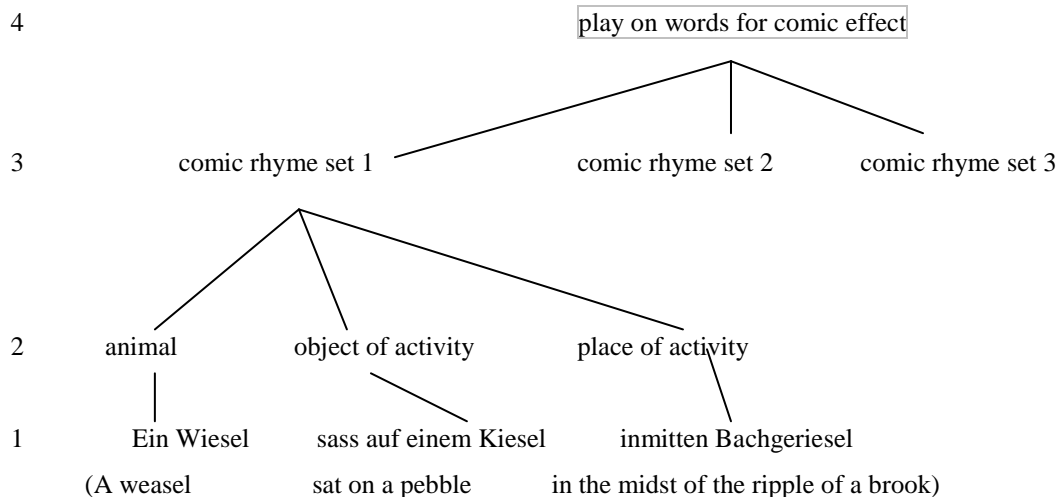 4 play on words for comic effect
3 comic rhyme set 1 comic rhyme set 2 comic rhyme set 3
2 animal object of activity place of activity
1 Ein Wiesel sass auf einem Kiesel inmitten Bachgeriesel
(A weasel sat on a pebble in the midst of the ripple of a brook)